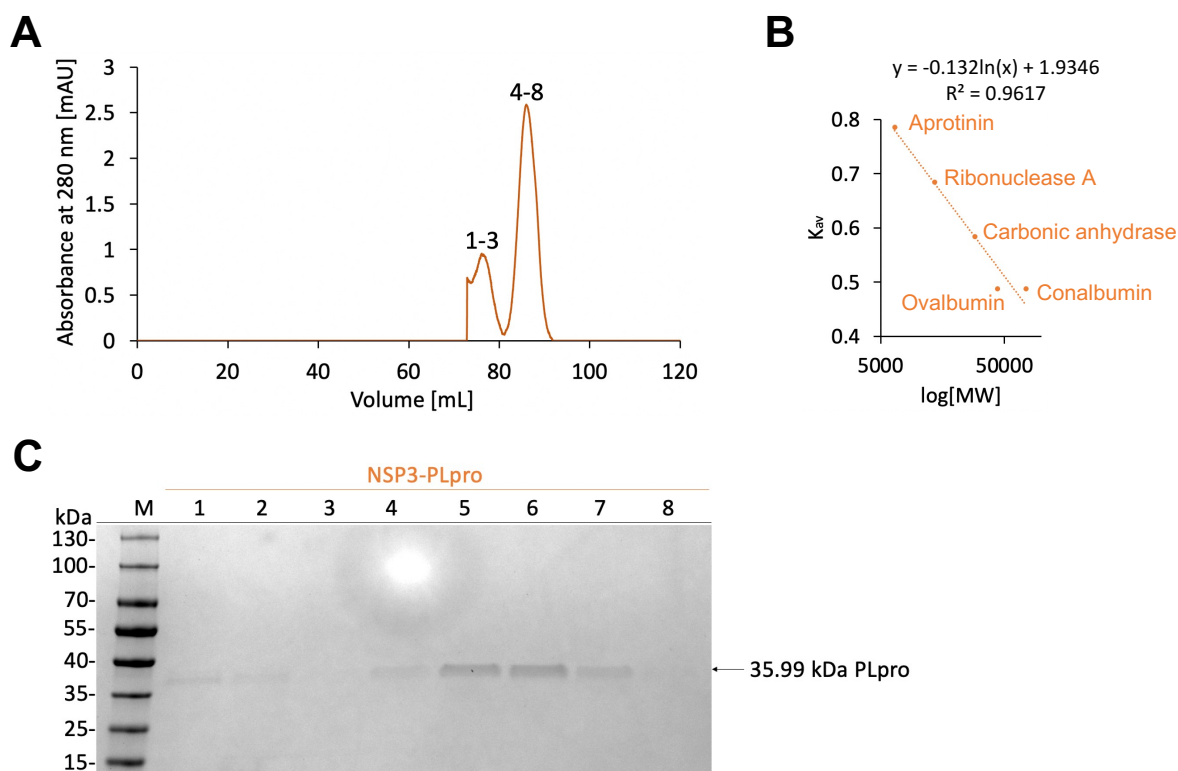 A
Absorbance at 280 nm [mAU]
3
2.5
2
1.5
1
0.5
0
1-3
4-8
0
20
40
60
80
100
120
Volume [mL]
B
y = -0.132ln(x) + 1.9346
R² = 0.9617
Kav
0.8
0.7
0.6
0.5
0.4
Aprotinin
Ribonuclease A
Carbonic anhydrase
Ovalbumin
Conalbumin
5000
50000
log[MW]
C
NSP3-PLpro
kDa
M 1 2 3 4 5 6 7 8
130-
100-
70-
55-
40-
35-
25-
15-
35.99 kDa PLpro